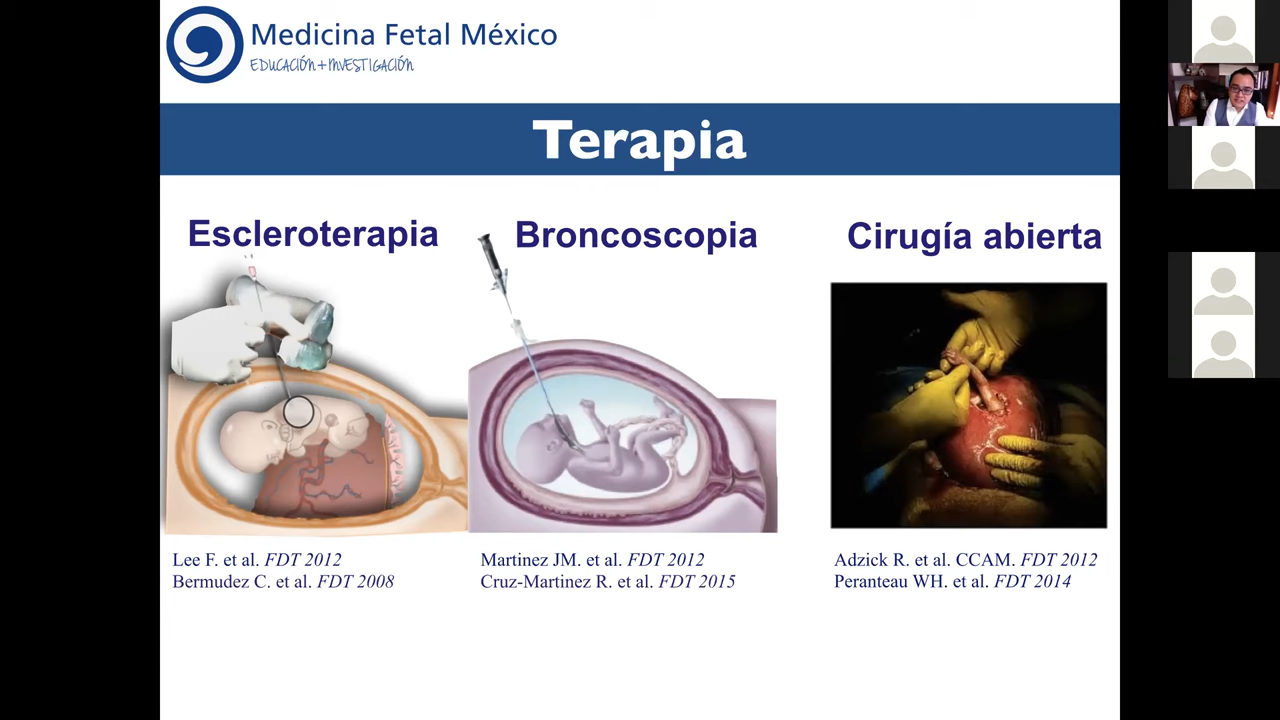 Medicina Fetal México
EDUCACIÓN+INVESTIGACIÓN
Terapia
Escleroterapia
Broncoscopia
Cirugía abierta
Lee F. et al. FDT 2012
Bermudez C. et al. FDT 2008
Martinez JM. et al. FDT 2012
Cruz-Martinez R. et al. FDT 2015
Adzick R. et al. CCAM. FDT 2012
Peranteau WH. et al. FDT 2014